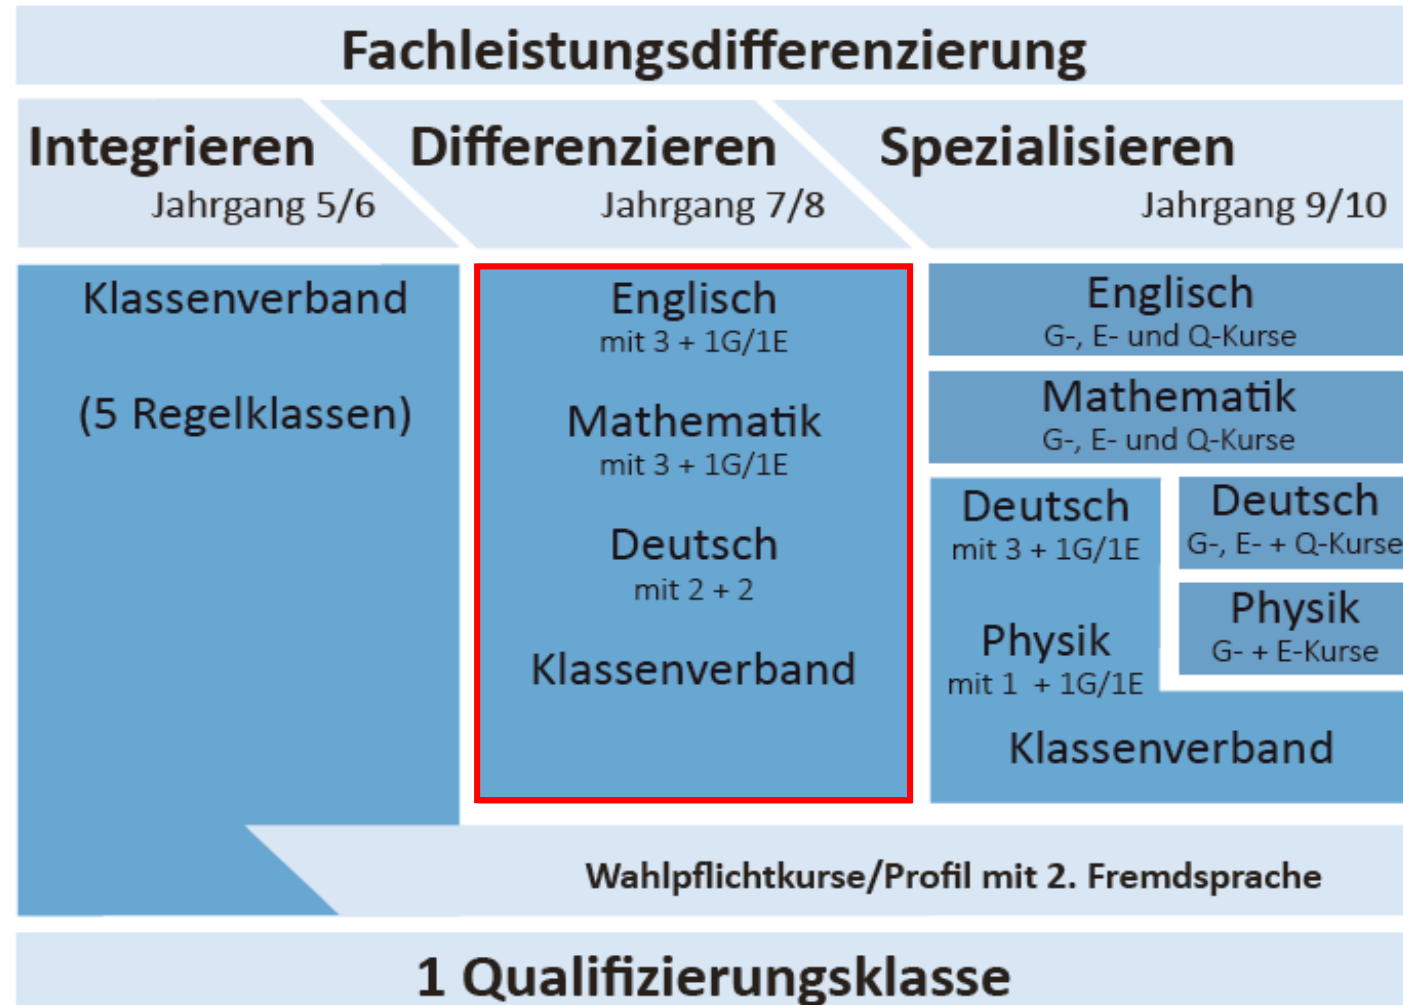 Fachleistungsdifferenzierung
Integrieren
Jahrgang 5/6
Differenzieren
Jahrgang 7/8
Spezialisieren
Jahrgang 9/10
Klassenverband
(5 Regelklassen)
Englisch
mit 3 + 1G/1E
Mathematik
mit 3 + 1G/1E
Deutsch
mit 2 + 2
Klassenverband
Englisch
G-, E- und Q-Kurse
Mathematik
G-, E- und Q-Kurse
Deutsch
mit 3 + 1G/1E
Physik
mit 1 + 1G/1E
Deutsch
G-, E- + Q-Kurse
Physik
G- + E-Kurse
Klassenverband
Wahlpflichtkurse/Profil mit 2. Fremdsprache
1 Qualifizierungsklasse